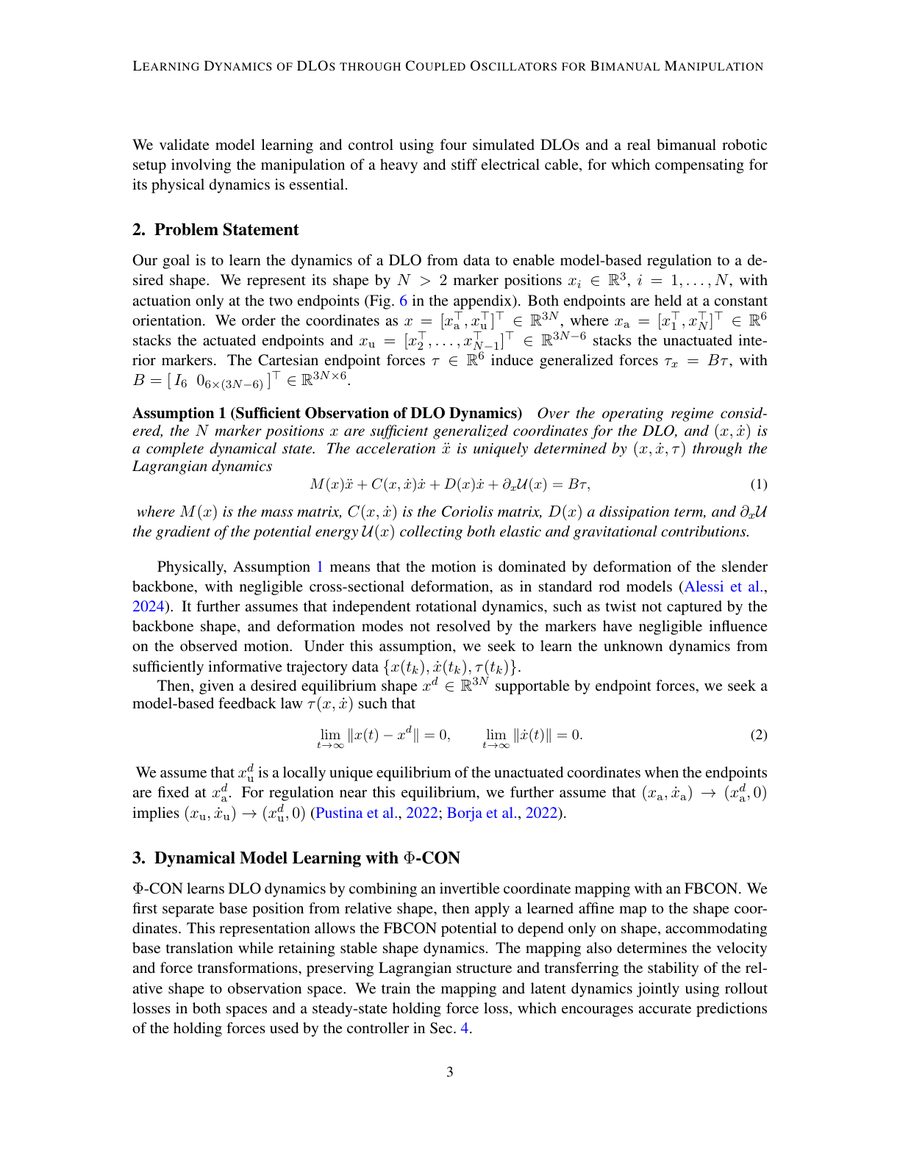 LEARNING DYNAMICS OF DLOS THROUGH COUPLED OSCILLATORS FOR BIMANUAL MANIPULATION
We validate model learning and control using four simulated DLOs and a real bimanual robotic
setup involving the manipulation of a heavy and stiff electrical cable, for which compensating for
its physical dynamics is essential.
2. Problem Statement
Our goal is to learn the dynamics of a DLO from data to enable model-based regulation to a de-
sired shape. We represent its shape by N > 2 marker positions x_i ∈ ℝ³, i = 1, . . . , N, with
actuation only at the two endpoints (Fig. 6 in the appendix). Both endpoints are held at a constant
orientation. We order the coordinates as x = [x_a^⊤, x_u^⊤]^⊤ ∈ ℝ^{3N}, where x_a = [x_1^⊤, x_N^⊤]^⊤ ∈ ℝ⁶
stacks the actuated endpoints and x_u = [x_2^⊤, . . . , x_{N−1}^⊤]^⊤ ∈ ℝ^{3N−6} stacks the unactuated inte-
rior markers. The Cartesian endpoint forces τ ∈ ℝ⁶ induce generalized forces τ_x = Bτ, with
B = [ I_6 0_{6×(3N−6)} ]^⊤ ∈ ℝ^{3N×6}.
Assumption 1 (Sufficient Observation of DLO Dynamics) Over the operating regime consid-
ered, the N marker positions x are sufficient generalized coordinates for the DLO, and (x, ẋ) is
a complete dynamical state. The acceleration ẍ is uniquely determined by (x, ẋ, τ) through the
Lagrangian dynamics
M(x)ẍ + C(x, ẋ)ẋ + D(x)ẋ + ∂_x𝒰(x) = Bτ, (1)
where M(x) is the mass matrix, C(x, ẋ) is the Coriolis matrix, D(x) a dissipation term, and ∂_x𝒰
the gradient of the potential energy 𝒰(x) collecting both elastic and gravitational contributions.
Physically, Assumption 1 means that the motion is dominated by deformation of the slender
backbone, with negligible cross-sectional deformation, as in standard rod models (Alessi et al.,
2024). It further assumes that independent rotational dynamics, such as twist not captured by the
backbone shape, and deformation modes not resolved by the markers have negligible influence
on the observed motion. Under this assumption, we seek to learn the unknown dynamics from
sufficiently informative trajectory data {x(t_k), ẋ(t_k), τ(t_k)}.
Then, given a desired equilibrium shape x^d ∈ ℝ^{3N} supportable by endpoint forces, we seek a
model-based feedback law τ(x, ẋ) such that
lim_{t→∞} ‖x(t) − x^d‖ = 0, lim_{t→∞} ‖ẋ(t)‖ = 0. (2)
We assume that x_u^d is a locally unique equilibrium of the unactuated coordinates when the endpoints
are fixed at x_a^d. For regulation near this equilibrium, we further assume that (x_a, ẋ_a) → (x_a^d, 0)
implies (x_u, ẋ_u) → (x_u^d, 0) (Pustina et al., 2022; Borja et al., 2022).
3. Dynamical Model Learning with Φ-CON
Φ-CON learns DLO dynamics by combining an invertible coordinate mapping with an FBCON. We
first separate base position from relative shape, then apply a learned affine map to the shape coor-
dinates. This representation allows the FBCON potential to depend only on shape, accommodating
base translation while retaining stable shape dynamics. The mapping also determines the velocity
and force transformations, preserving Lagrangian structure and transferring the stability of the rel-
ative shape to observation space. We train the mapping and latent dynamics jointly using rollout
losses in both spaces and a steady-state holding force loss, which encourages accurate predictions
of the holding forces used by the controller in Sec. 4.
3